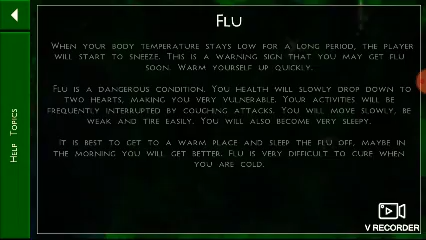 Flu
When your body temperature stays low for a long period, the player
will start to sneeze. This is a warning sign that you may get flu
soon. Warm yourself up quickly.
Flu is a dangerous condition. You health will slowly drop down to
two hearts, making you very vulnerable. Your activities will be
frequently interrupted by coughing attacks. You will move slowly, be
weak and tire easily. You will also become very sleepy.
It is best to get to a warm place and sleep the flu off, maybe in
the morning you will get better. Flu is very difficult to cure when
you are cold.
Help Topics
V RECORDER